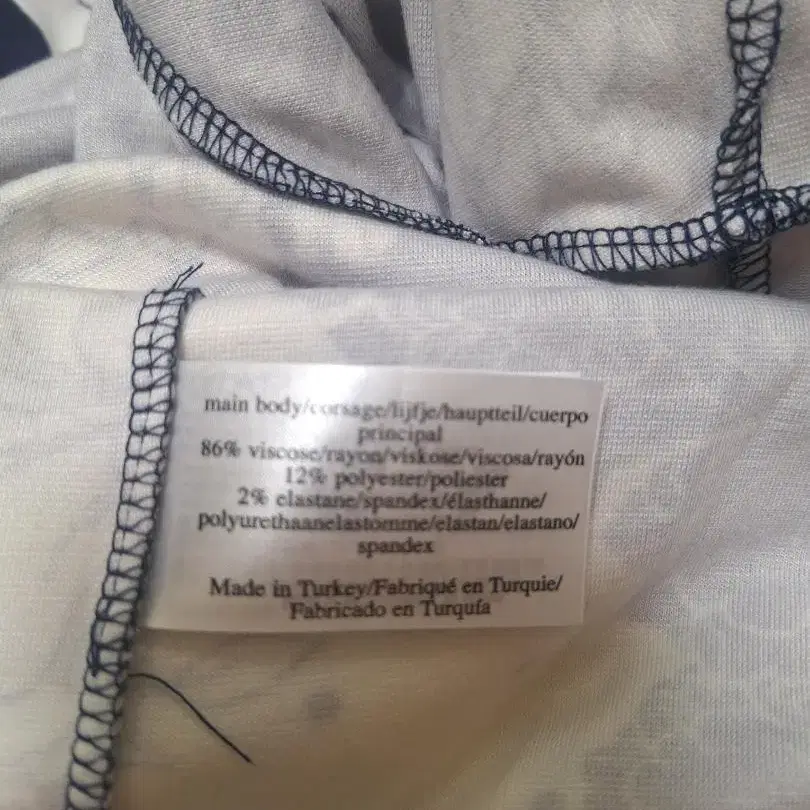 main body/corsage/lijfje/hauptteil/cuerpo
principal
86% viscose/rayon/viskose/viscosa/rayón
12% polyester/poliester
2% elastane/spandex/élasthanne/
polyurethaanelastomme/elastan/elastano/
spandex
Made in Turkey/Fabriqué en Turquie/
Fabricado en Turquía